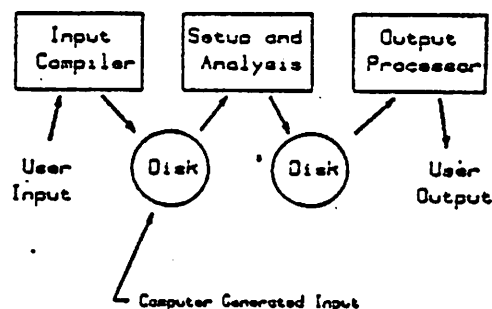 Input
Compiler
Setup and
Analysis
Output
Processor
User
Input
Disk
Disk
User
Output
Computer Generated Input